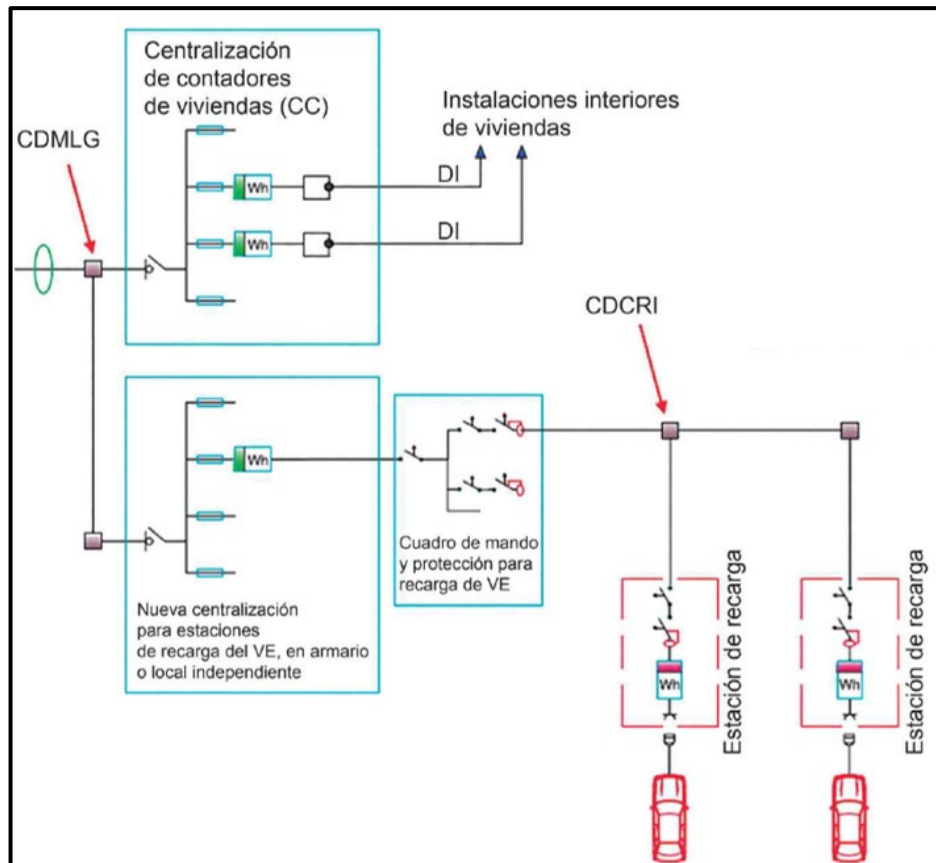 Centralización
de contadores
de viviendas (CC)
Instalaciones interiores
de viviendas
CDMLG
DI
Wh
DI
Wh
CDCRI
Wh
Cuadro de mando
y protección para
recarga de VE
Nueva centralización
para estaciones
de recarga del VE, en armario
o local independiente
Wh
Estación de recarga
Wh
Estación de recarga